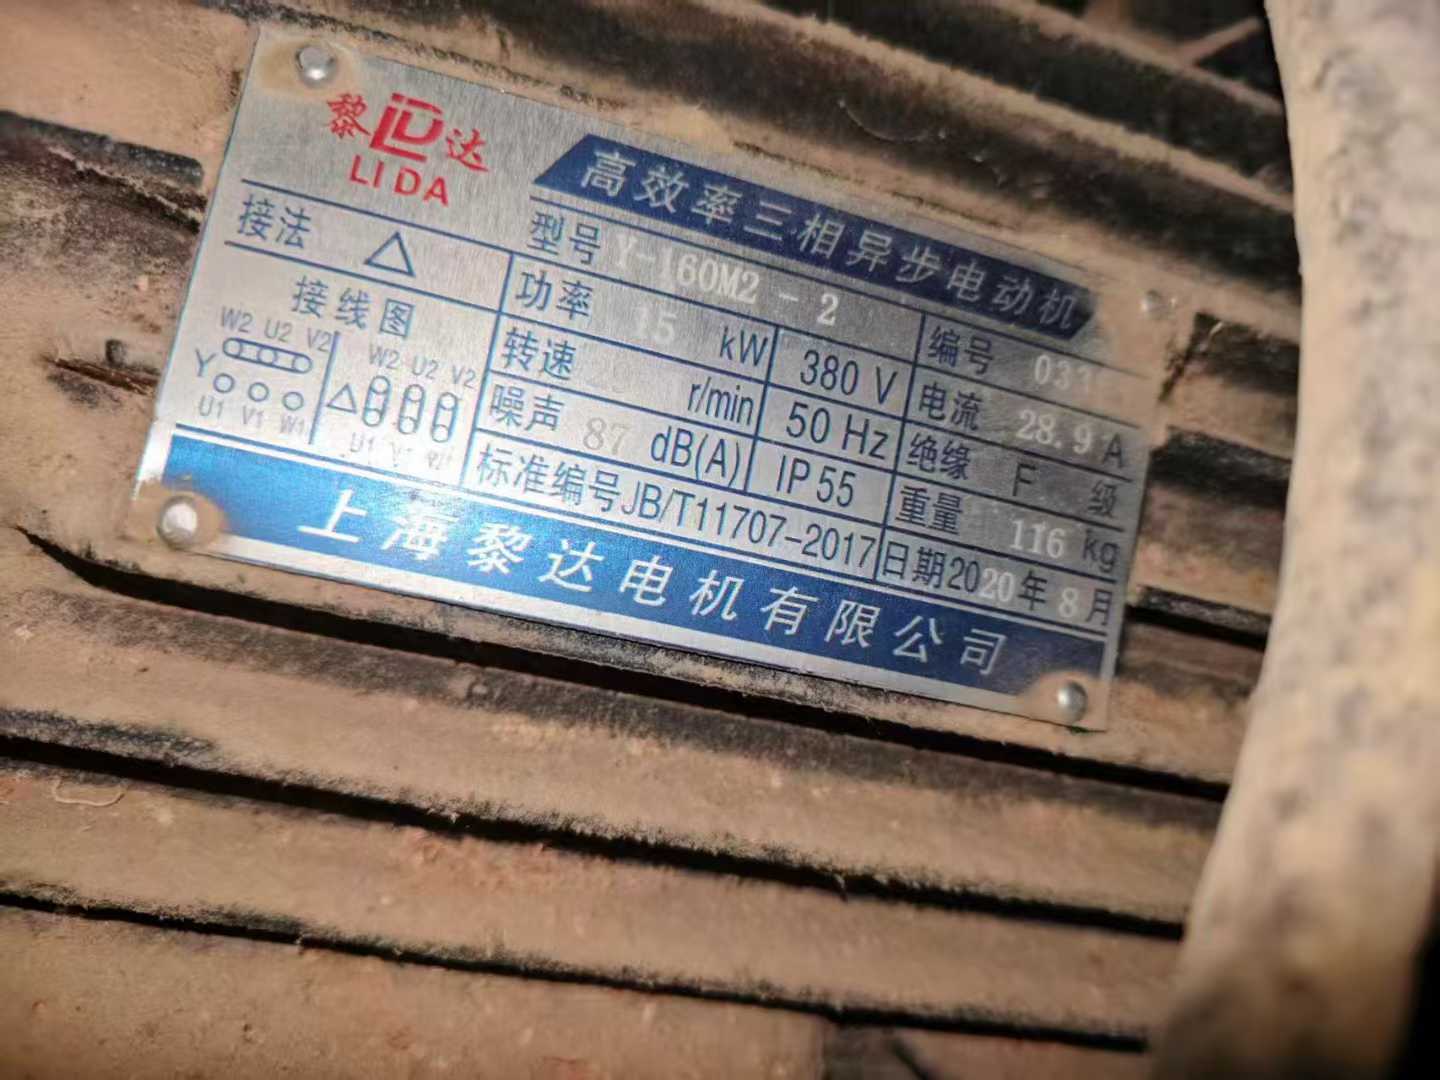 黎 LD 达
LIDA
高效率三相异步电动机
接法 △
型号 Y-160M2 - 2
编号
功率 15 kW
380 V
电流 28.9 A
转速 r/min
50 Hz
绝缘 F 级
噪声 87 dB(A)
IP 55
重量 116 kg
标准编号JB/T11707-2017
日期2020年8月
接线图
W2 U2 V2
Y
U1 V1 W1
W2 U2 V2
△
U1 V1 W1
上海黎达电机有限公司